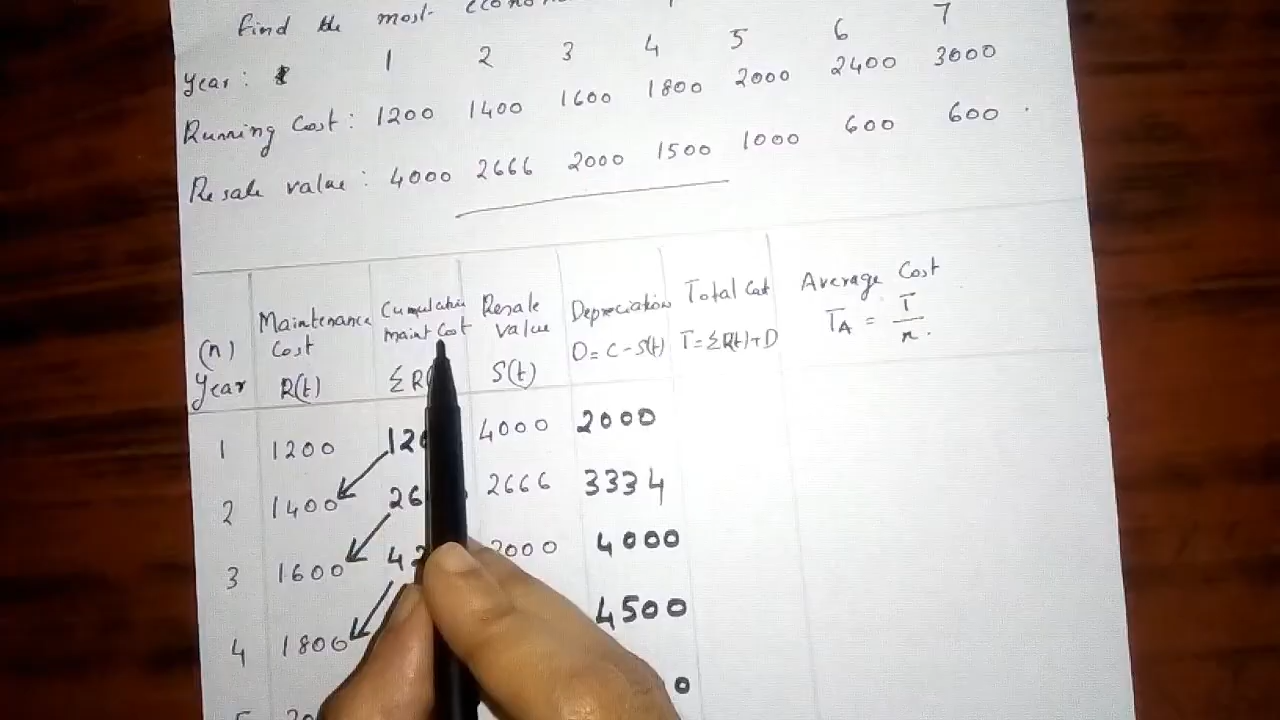 find the most
year: 1 2 3 4 5 6 7
Running Cost: 1200 1400 1600 1800 2000 2400 3000
Resale value: 4000 2666 2000 1500 1000 600 600
(n) year Maintenance Cost R(t) Cumulative maint Cost ΣR Resale value S(t) Depreciation D = C - S(t) Total Cost T = ΣR(t)+D Average Cost TA = T/n.
1 1200 4000 2000
2 1400 2666 3334
3 1600 4000
4 1800 4500